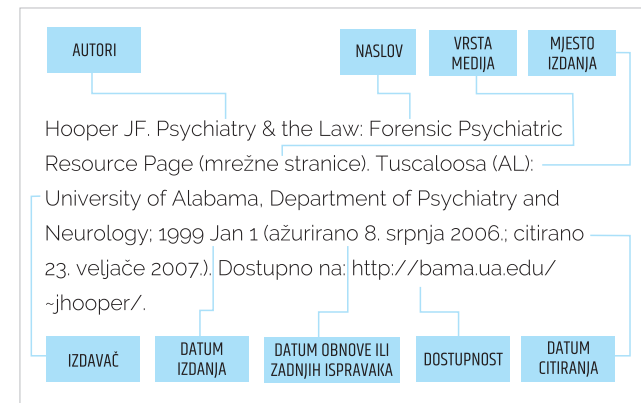 AUTORI
NASLOV
VRSTA
MEDIJA
MJESTO
IZDANJA
Hooper JF. Psychiatry & the Law: Forensic Psychiatric
Resource Page (mrežne stranice). Tuscaloosa (AL):
University of Alabama, Department of Psychiatry and
Neurology; 1999 Jan 1 (ažurirano 8. srpnja 2006.; citirano
23. veljače 2007.). Dostupno na: http://bama.ua.edu/
~jhooper/.
IZDAVAČ
DATUM
IZDANJA
DATUM OBNOVE ILI
ZADNJIH ISPRAVAKA
DOSTUPNOST
DATUM
CITIRANJA